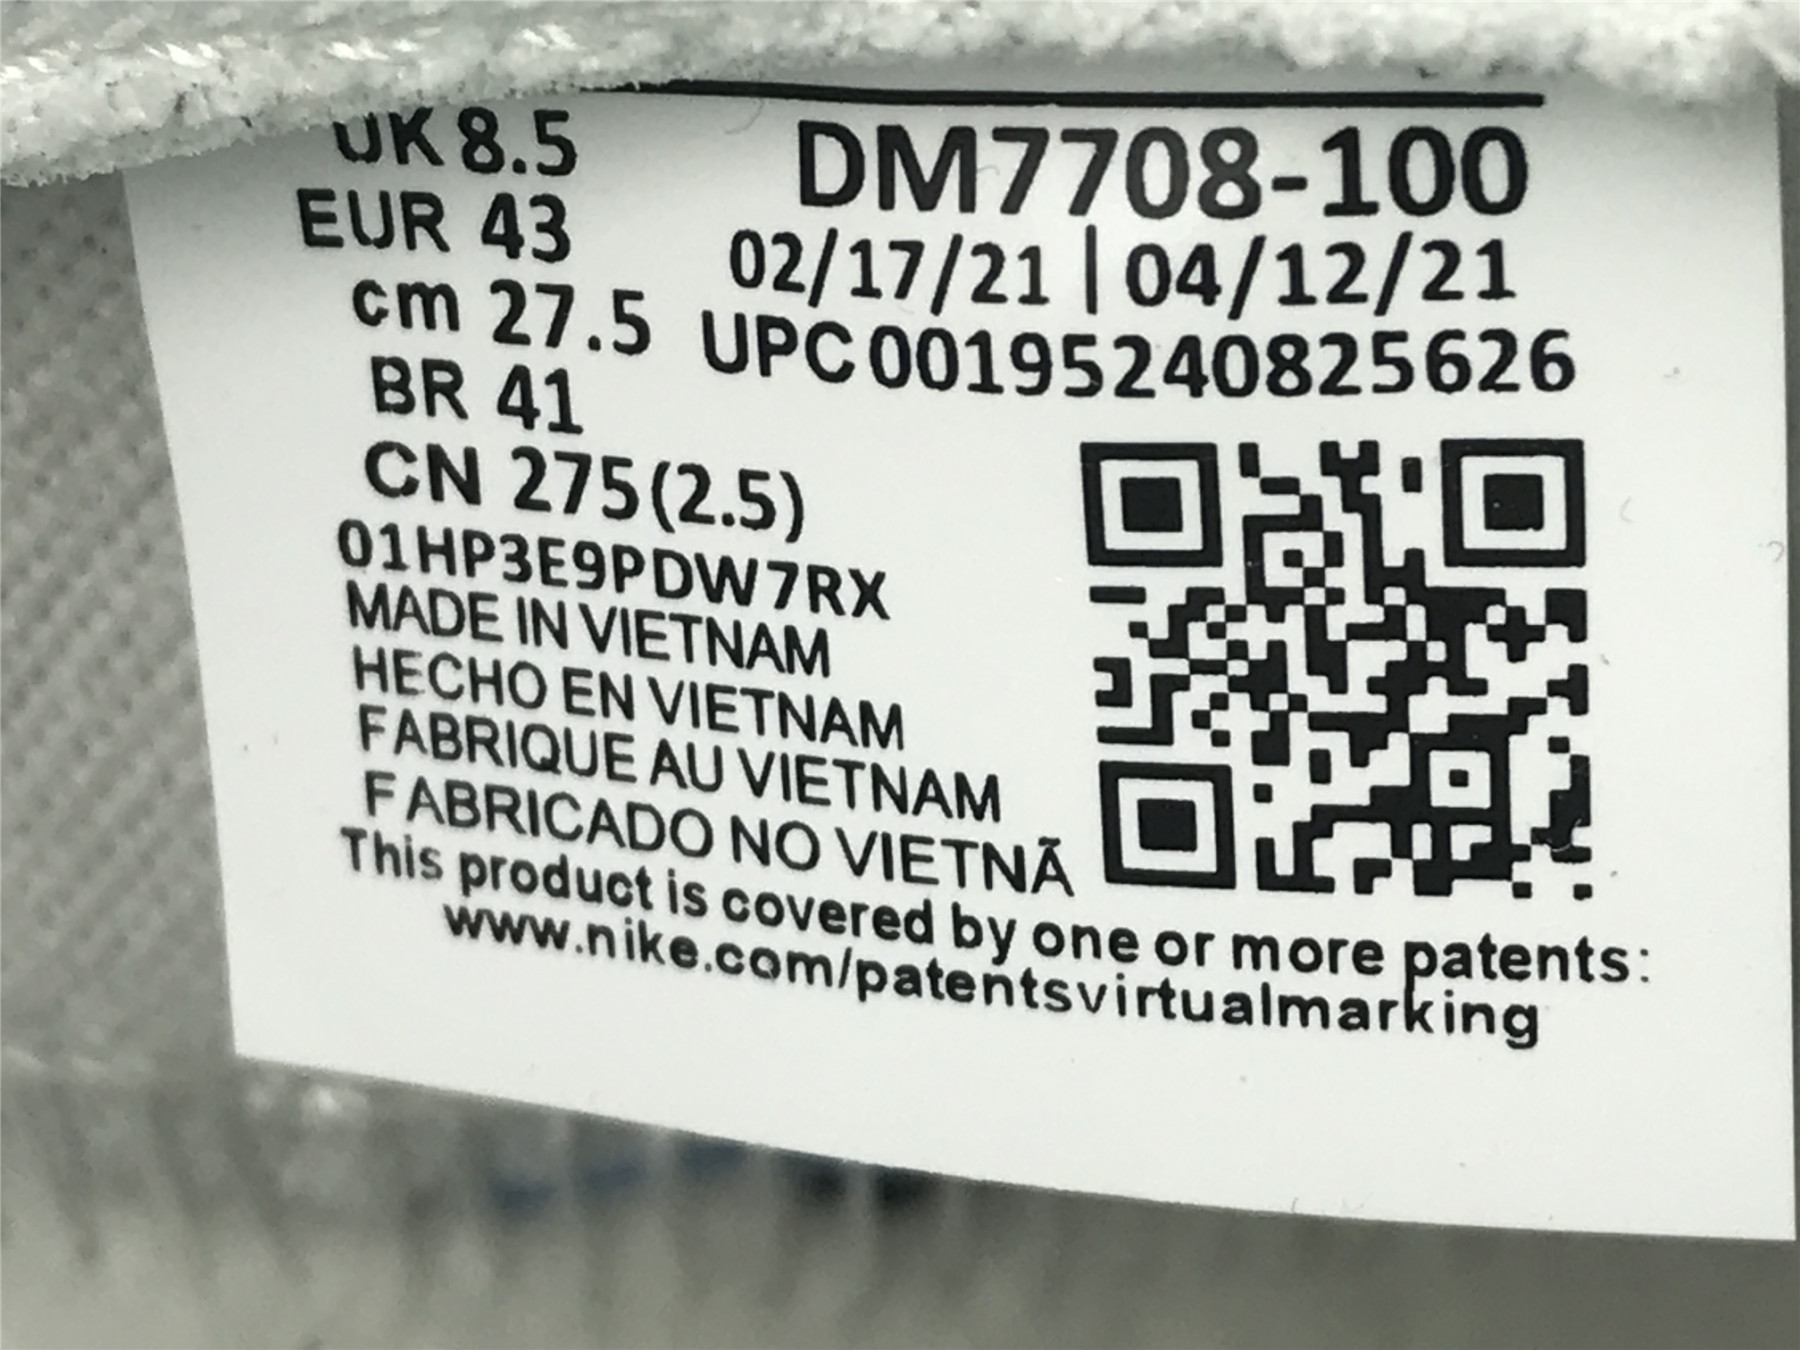 UK 8.5
EUR 43
cm 27.5
BR 41
CN 275(2.5)
DM7708-100
02/17/21 | 04/12/21
UPC 00195240825626
01HP3E9PDW7RX
MADE IN VIETNAM
HECHO EN VIETNAM
FABRIQUE AU VIETNAM
FABRICADO NO VIETNÃ
This product is covered by one or more patents:
www.nike.com/patentsvirtualmarking